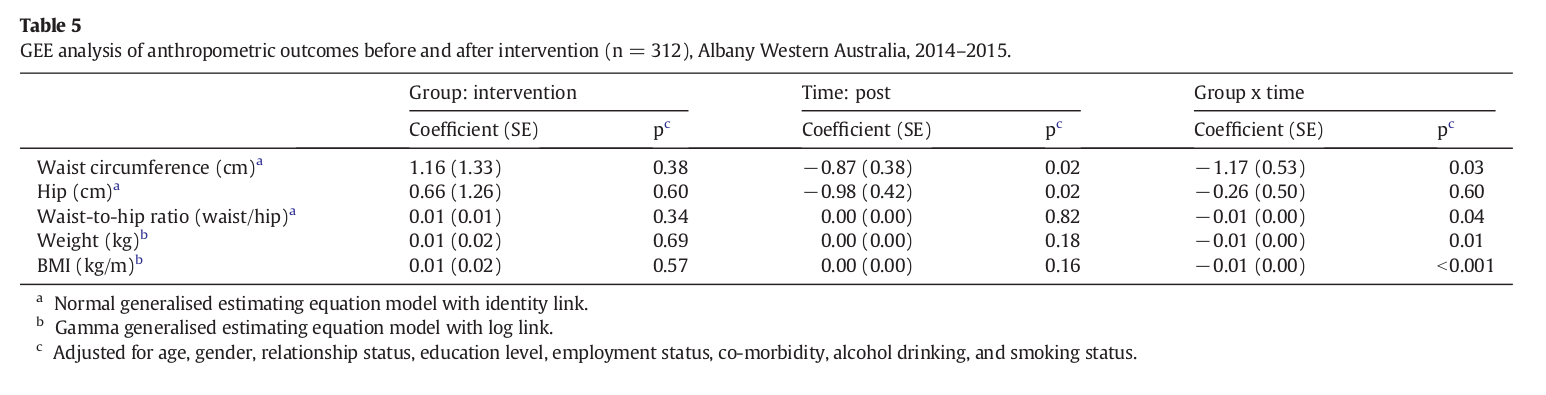 Table 5
GEE analysis of anthropometric outcomes before and after intervention (n = 312), Albany Western Australia, 2014–2015.
Group: intervention Time: post Group x time
Coefficient (SE) pc Coefficient (SE) pc Coefficient (SE) pc
Waist circumference (cm)a 1.16 (1.33) 0.38 −0.87 (0.38) 0.02 −1.17 (0.53) 0.03
Hip (cm)a 0.66 (1.26) 0.60 −0.98 (0.42) 0.02 −0.26 (0.50) 0.60
Waist-to-hip ratio (waist/hip)a 0.01 (0.01) 0.34 0.00 (0.00) 0.82 −0.01 (0.00) 0.04
Weight (kg)b 0.01 (0.02) 0.69 0.00 (0.00) 0.18 −0.01 (0.00) 0.01
BMI (kg/m)b 0.01 (0.02) 0.57 0.00 (0.00) 0.16 −0.01 (0.00) <0.001
a Normal generalised estimating equation model with identity link.
b Gamma generalised estimating equation model with log link.
c Adjusted for age, gender, relationship status, education level, employment status, co-morbidity, alcohol drinking, and smoking status.